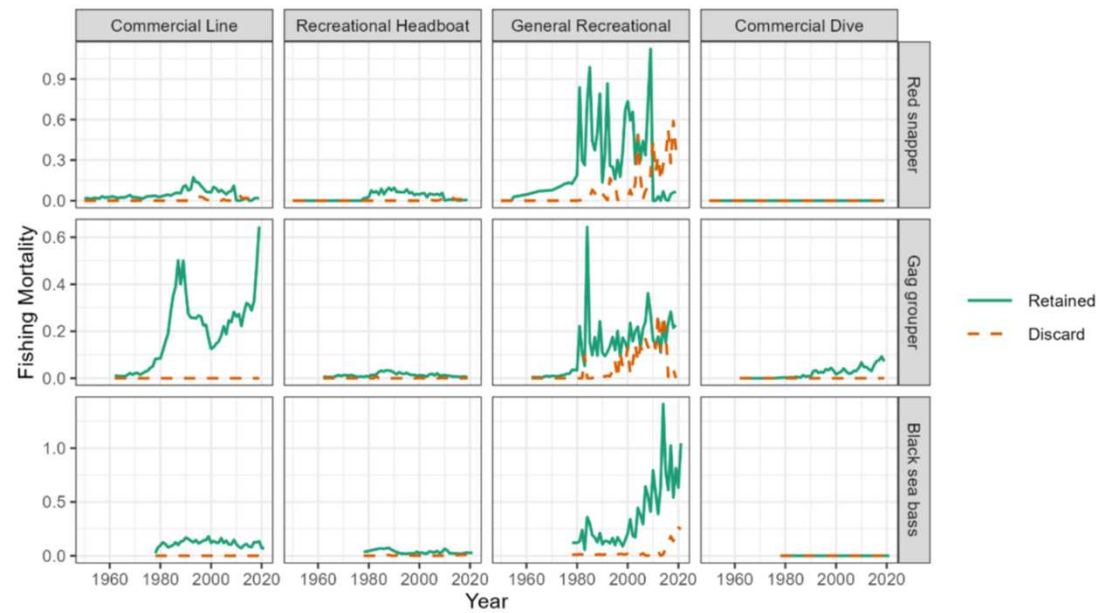 Commercial Line Recreational Headboat General Recreational Commercial Dive
0.9
0.6
0.3
0.0
Red snapper
0.6
0.4
0.2
0.0
Gag grouper
1.0
0.5
0.0
Black sea bass
Fishing Mortality
Retained
Discard
1960 1980 2000 2020 1960 1980 2000 2020 1960 1980 2000 2020 1960 1980 2000 2020
Year